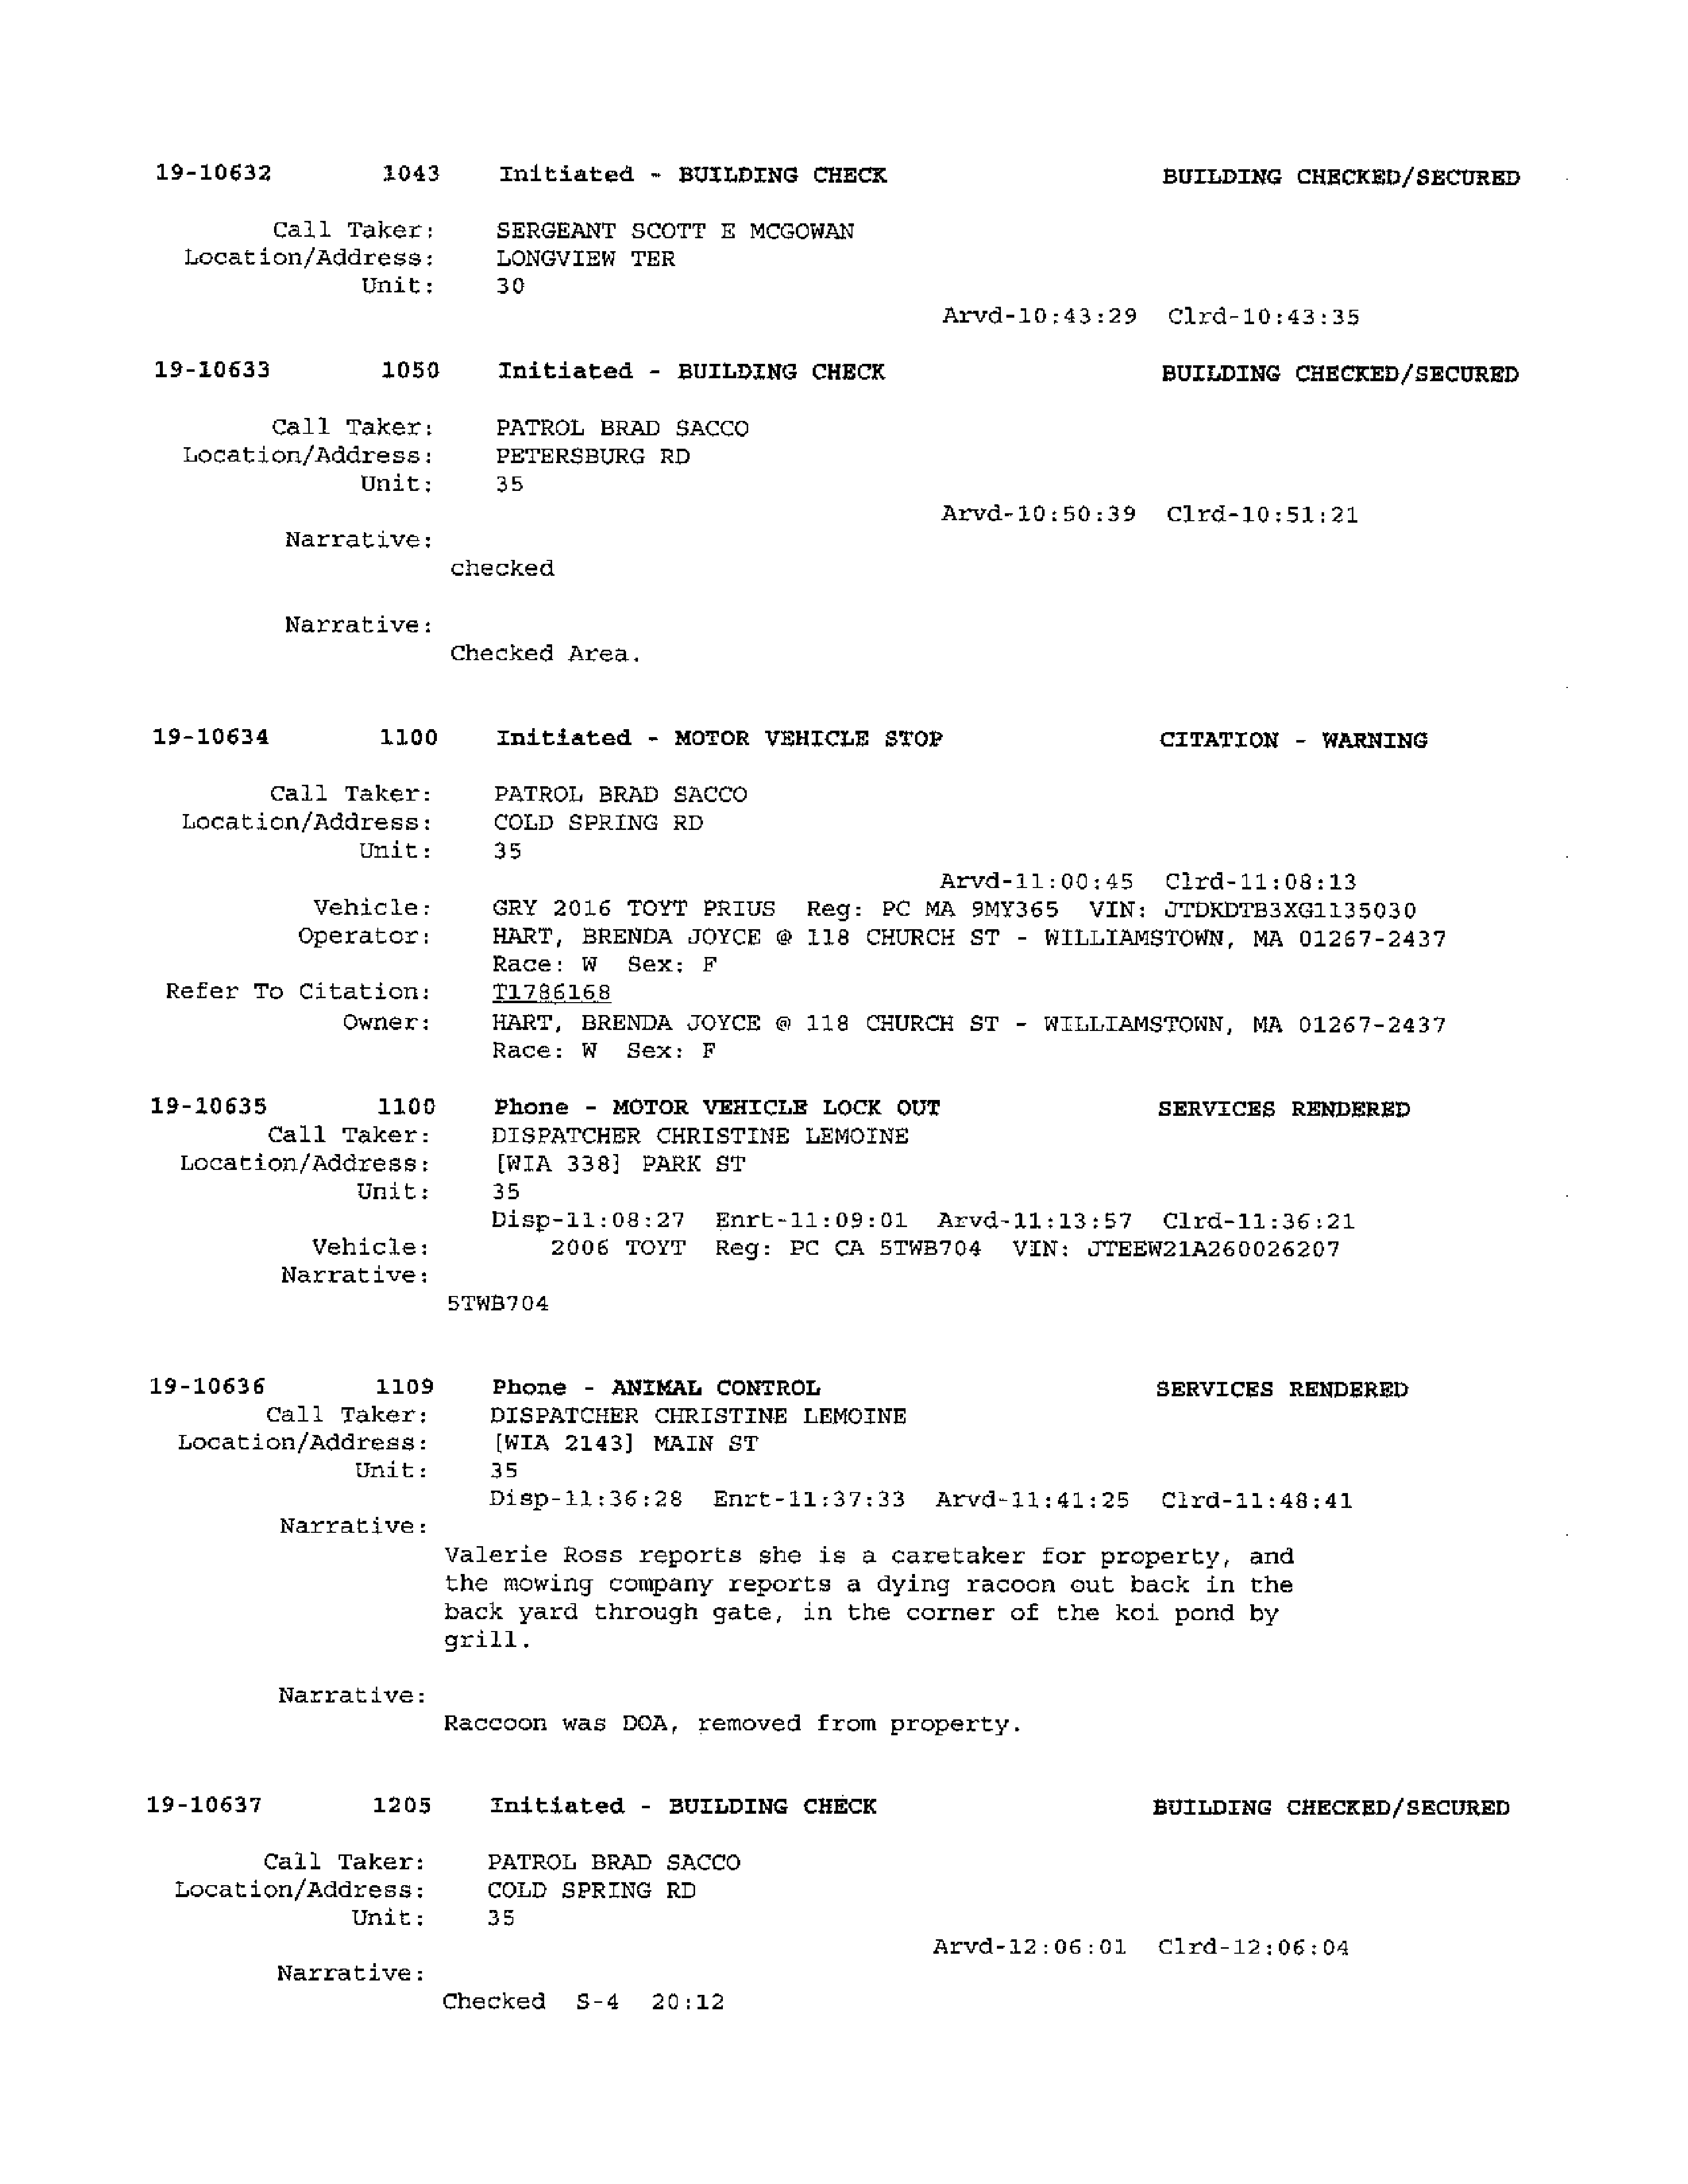 19-10632 1043 Initiated - BUILDING CHECK BUILDING CHECKED/SECURED
Call Taker: SERGEANT SCOTT E MCGOWAN
Location/Address: LONGVIEW TER
Unit: 30
Arvd-10:43:29 Clrd-10:43:35
19-10633 1050 Initiated - BUILDING CHECK BUILDING CHECKED/SECURED
Call Taker: PATROL BRAD SACCO
Location/Address: PETERSBURG RD
Unit: 35
Arvd-10:50:39 Clrd-10:51:21
Narrative:
checked
Narrative:
Checked Area.
19-10634 1100 Initiated - MOTOR VEHICLE STOP CITATION - WARNING
Call Taker: PATROL BRAD SACCO
Location/Address: COLD SPRING RD
Unit: 35
Arvd-11:00:45 Clrd-11:08:13
Vehicle: GRY 2016 TOYT PRIUS Reg: PC MA 9MY365 VIN: JTDKDTB3XG1135030
Operator: HART, BRENDA JOYCE @ 118 CHURCH ST - WILLIAMSTOWN, MA 01267-2437
Race: W Sex: F
Refer To Citation: T1786168
Owner: HART, BRENDA JOYCE @ 118 CHURCH ST - WILLIAMSTOWN, MA 01267-2437
Race: W Sex: F
19-10635 1100 Phone - MOTOR VEHICLE LOCK OUT SERVICES RENDERED
Call Taker: DISPATCHER CHRISTINE LEMOINE
Location/Address: [WIA 338] PARK ST
Unit: 35
Disp-11:08:27 Enrt-11:09:01 Arvd-11:13:57 Clrd-11:36:21
Vehicle: 2006 TOYT Reg: PC CA 5TWB704 VIN: JTEEW21A260026207
Narrative:
5TWB704
19-10636 1109 Phone - ANIMAL CONTROL SERVICES RENDERED
Call Taker: DISPATCHER CHRISTINE LEMOINE
Location/Address: [WIA 2143] MAIN ST
Unit: 35
Disp-11:36:28 Enrt-11:37:33 Arvd-11:41:25 Clrd-11:48:41
Narrative:
Valerie Ross reports she is a caretaker for property, and
the mowing company reports a dying racoon out back in the
back yard through gate, in the corner of the koi pond by
grill.
Narrative:
Raccoon was DOA, removed from property.
19-10637 1205 Initiated - BUILDING CHECK BUILDING CHECKED/SECURED
Call Taker: PATROL BRAD SACCO
Location/Address: COLD SPRING RD
Unit: 35
Arvd-12:06:01 Clrd-12:06:04
Narrative:
Checked S-4 20:12